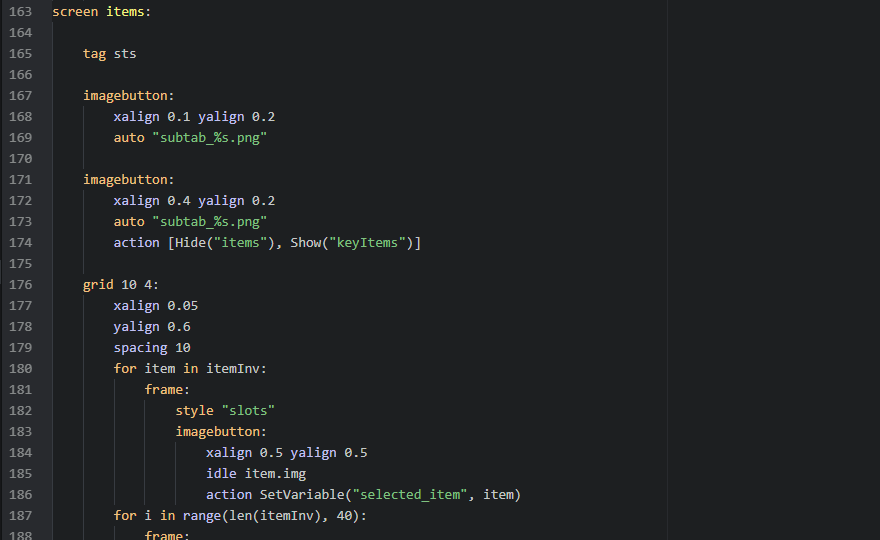 163 screen items:
164
165     tag sts
166
167     imagebutton:
168         xalign 0.1 yalign 0.2
169         auto "subtab_%s.png"
170
171     imagebutton:
172         xalign 0.4 yalign 0.2
173         auto "subtab_%s.png"
174         action [Hide("items"), Show("keyItems")]
175
176     grid 10 4:
177         xalign 0.05
178         yalign 0.6
179         spacing 10
180         for item in itemInv:
181             frame:
182                 style "slots"
183                 imagebutton:
184                     xalign 0.5 yalign 0.5
185                     idle item.img
186                     action SetVariable("selected_item", item)
187         for i in range(len(itemInv), 40):
188             frame: